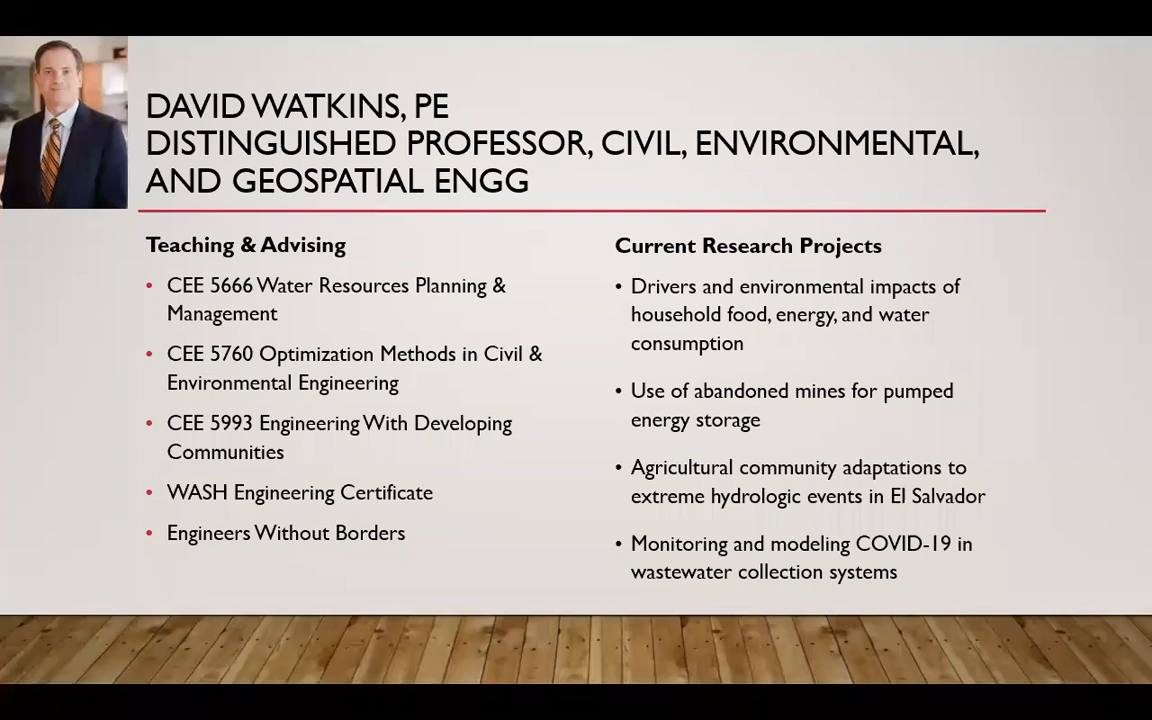 DAVID WATKINS, PE
DISTINGUISHED PROFESSOR, CIVIL, ENVIRONMENTAL,
AND GEOSPATIAL ENGG
Teaching & Advising
• CEE 5666 Water Resources Planning &
Management
• CEE 5760 Optimization Methods in Civil &
Environmental Engineering
• CEE 5993 Engineering With Developing
Communities
• WASH Engineering Certificate
• Engineers Without Borders
Current Research Projects
• Drivers and environmental impacts of
household food, energy, and water
consumption
• Use of abandoned mines for pumped
energy storage
• Agricultural community adaptations to
extreme hydrologic events in El Salvador
• Monitoring and modeling COVID-19 in
wastewater collection systems